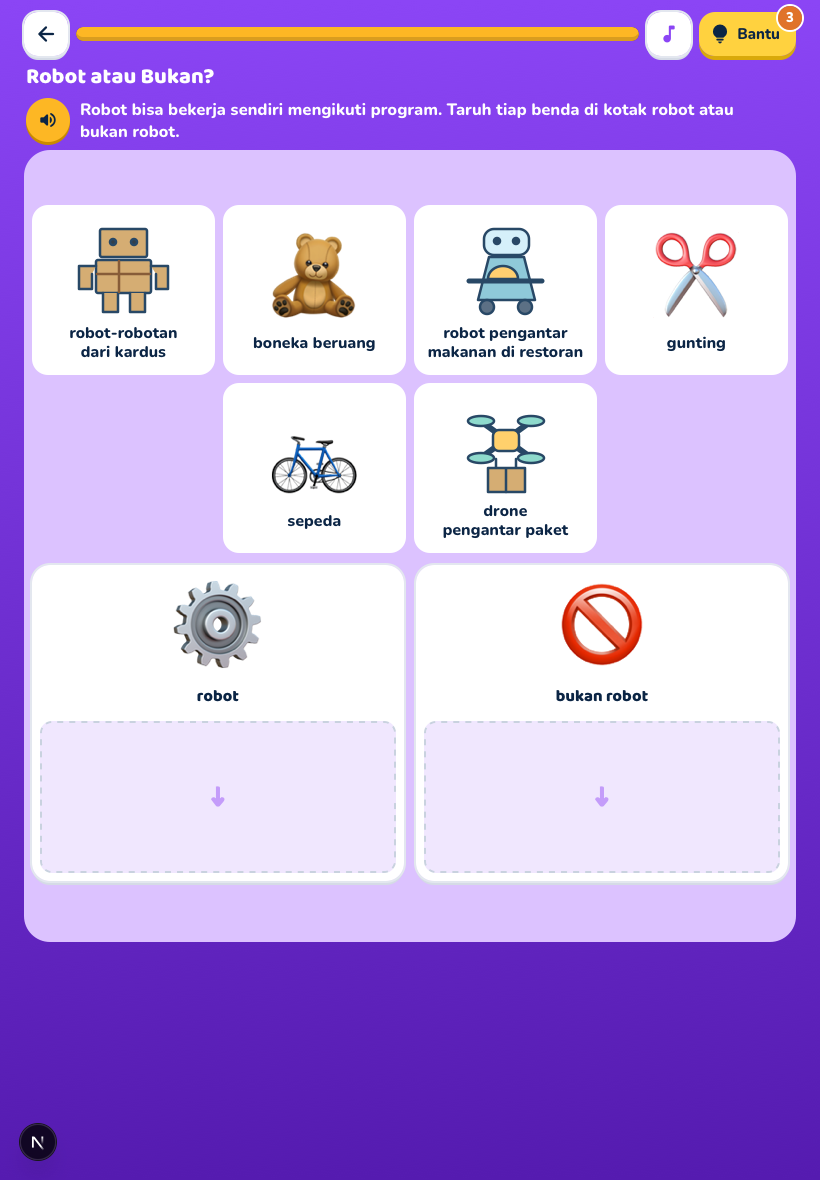 3
Bantu
Robot atau Bukan?
Robot bisa bekerja sendiri mengikuti program. Taruh tiap benda di kotak robot atau
bukan robot.
robot-robotan
dari kardus
boneka beruang
robot pengantar
makanan di restoran
gunting
sepeda
drone
pengantar paket
robot
bukan robot
N